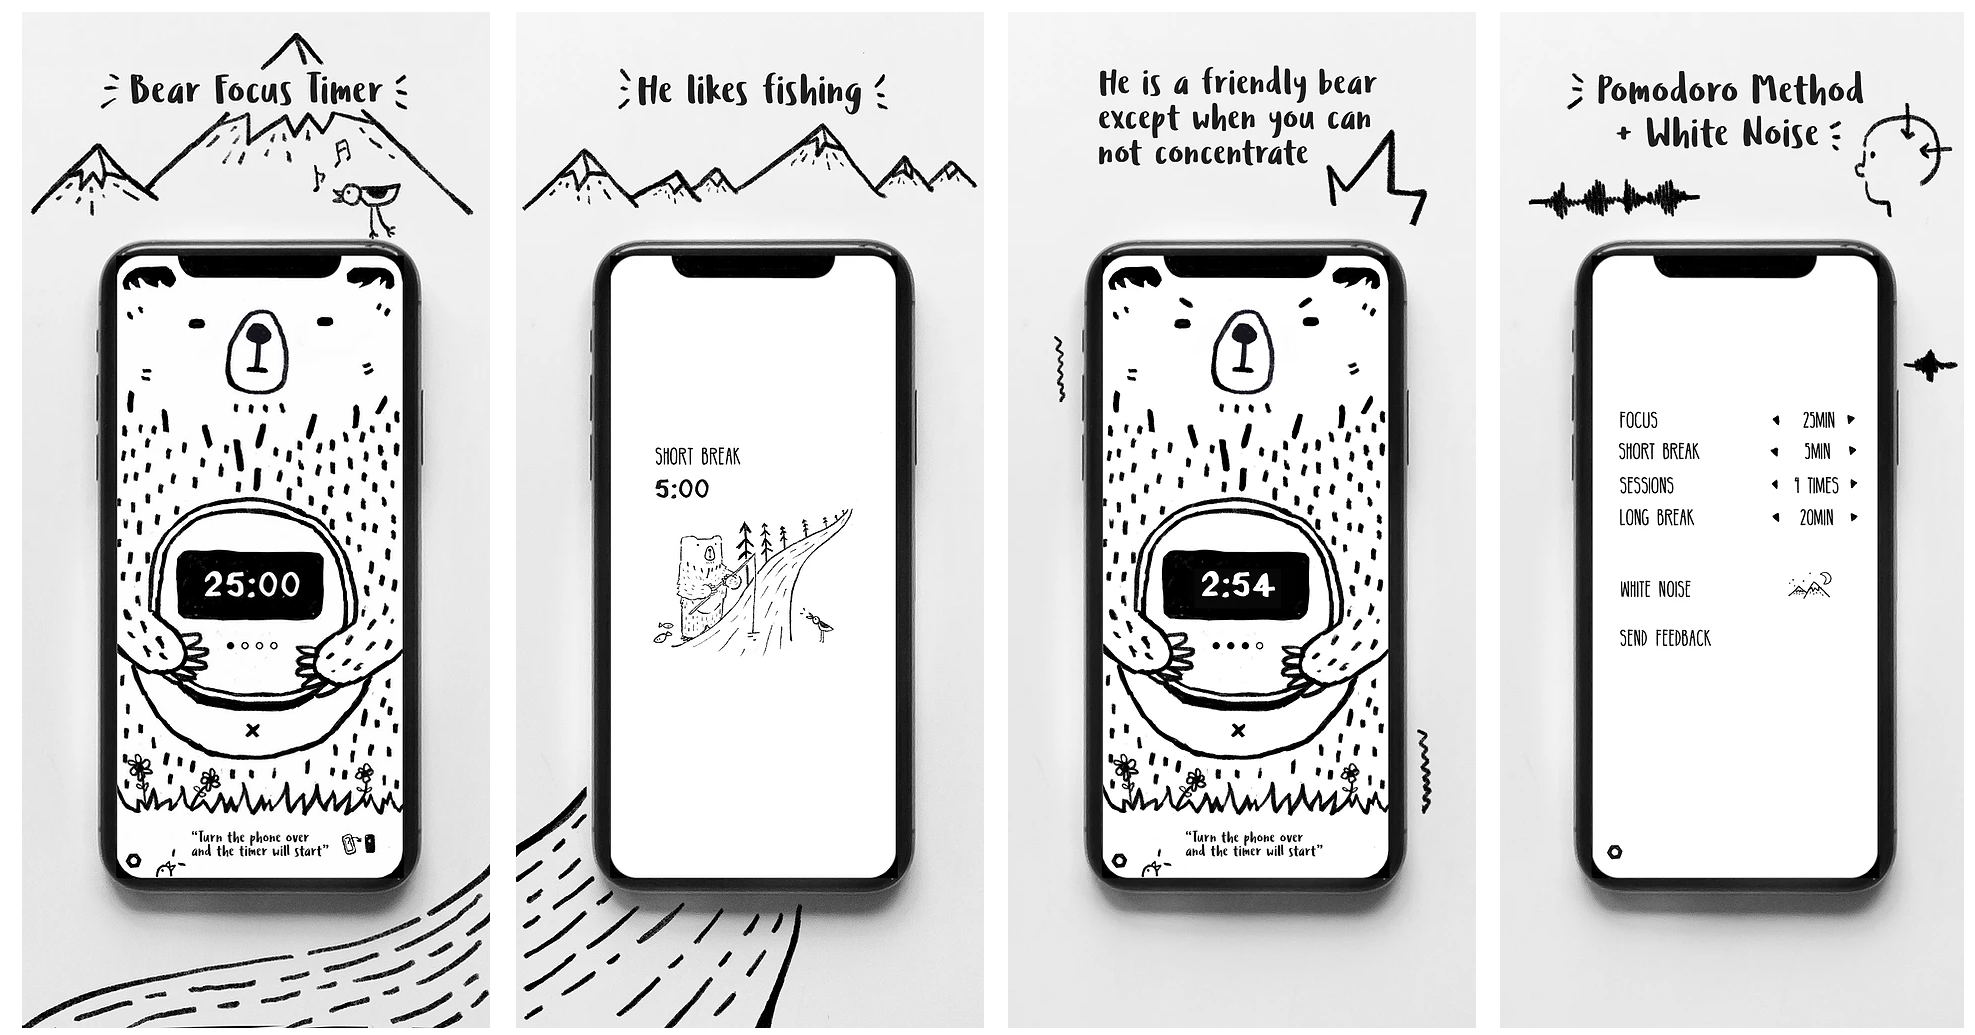 Bear Focus Timer
25:00
x
"Turn the phone over
and the timer will start"
He likes fishing
SHORT BREAK
5:00
He is a friendly bear
except when you can
not concentrate
2:54
x
"Turn the phone over
and the timer will start"
Pomodoro Method
+ White Noise
FOCUS 25MIN
SHORT BREAK 5MIN
SESSIONS 4 TIMES
LONG BREAK 20MIN
WHITE NOISE
SEND FEEDBACK